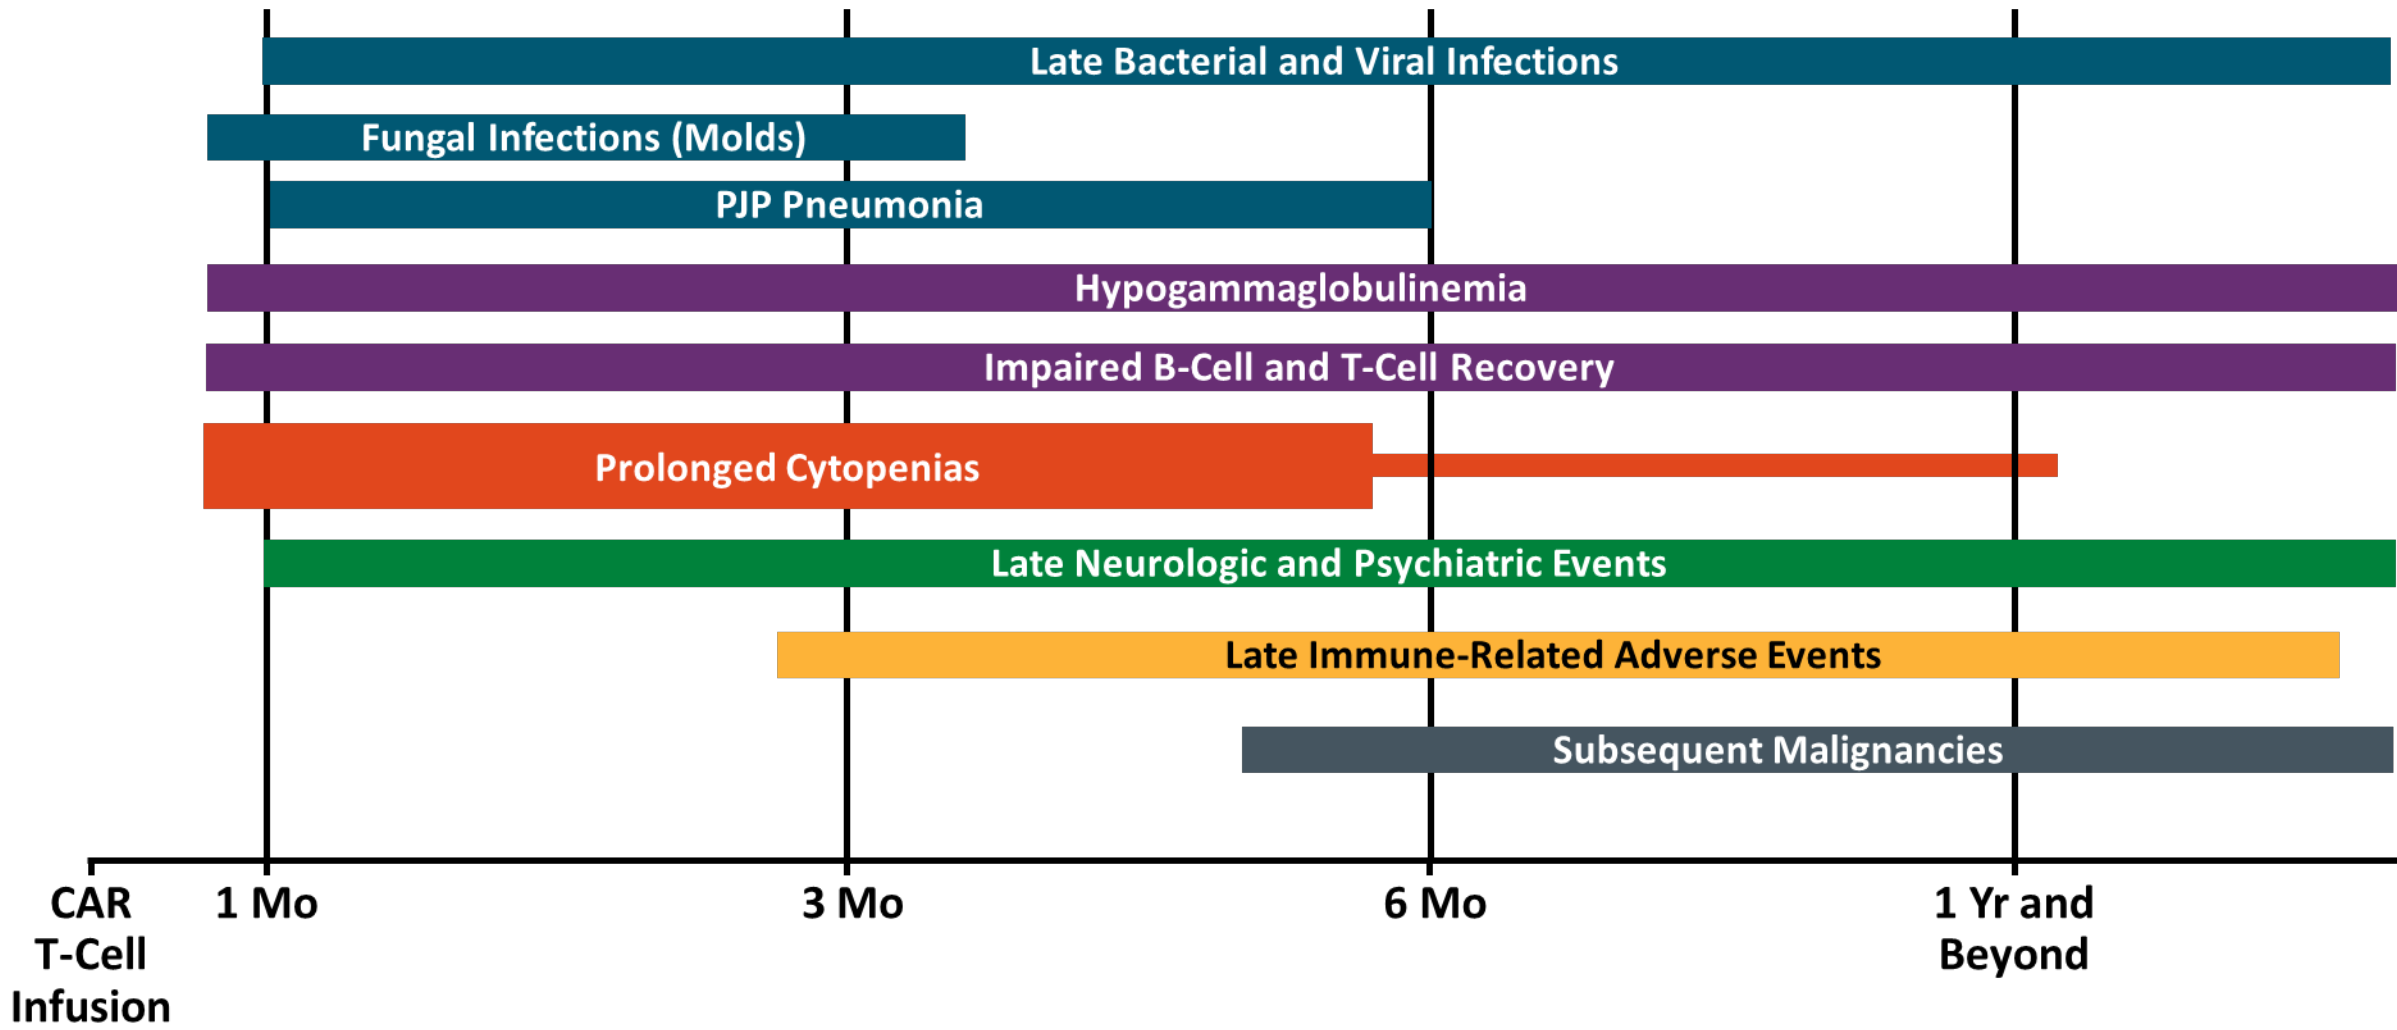 Late Bacterial and Viral Infections
Fungal Infections (Molds)
PJP Pneumonia
Hypogammaglobulinemia
Impaired B-Cell and T-Cell Recovery
Prolonged Cytopenias
Late Neurologic and Psychiatric Events
Late Immune-Related Adverse Events
Subsequent Malignancies
CAR
T-Cell
Infusion
1 Mo
3 Mo
6 Mo
1 Yr and
Beyond